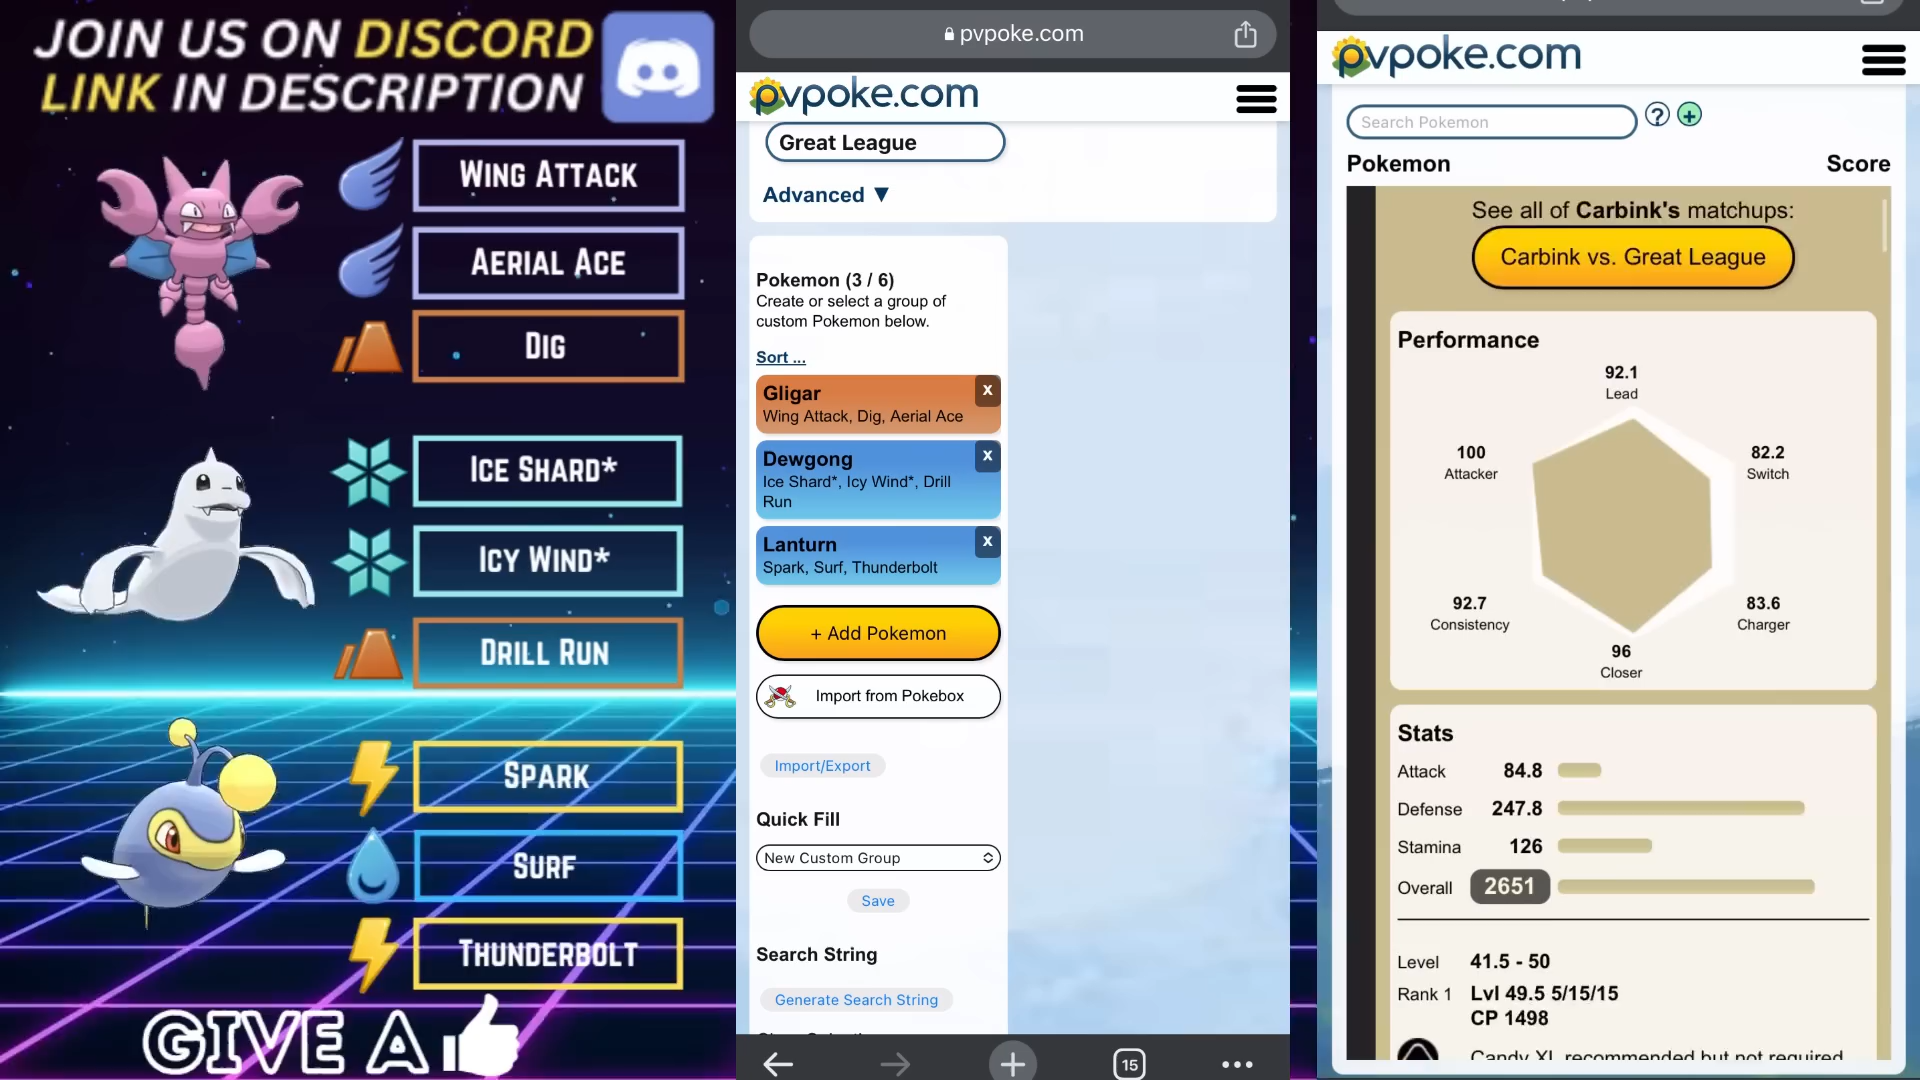 JOIN US ON DISCORD
LINK IN DESCRIPTION
WING ATTACK
AERIAL ACE
DIG
ICE SHARD*
ICY WIND*
DRILL RUN
SPARK
SURF
THUNDERBOLT
GIVE A
pvpoke.com
pvpoke.com
Great League
Advanced ▼
Pokemon (3 / 6)
Create or select a group of
custom Pokemon below.
Sort ...
Gligar
x
Wing Attack, Dig, Aerial Ace
Dewgong
x
Ice Shard*, Icy Wind*, Drill
Run
Lanturn
x
Spark, Surf, Thunderbolt
+ Add Pokemon
Import from Pokebox
Import/Export
Quick Fill
New Custom Group
Save
Search String
Generate Search String
15
pvpoke.com
Search Pokemon
?
+
Pokemon
Score
See all of Carbink's matchups:
Carbink vs. Great League
Performance
92.1
Lead
100
Attacker
82.2
Switch
92.7
Consistency
83.6
Charger
96
Closer
Stats
Attack 84.8
Defense 247.8
Stamina 126
Overall 2651
Level 41.5 - 50
Rank 1 Lvl 49.5 5/15/15
CP 1498
Candy XL recommended but not required